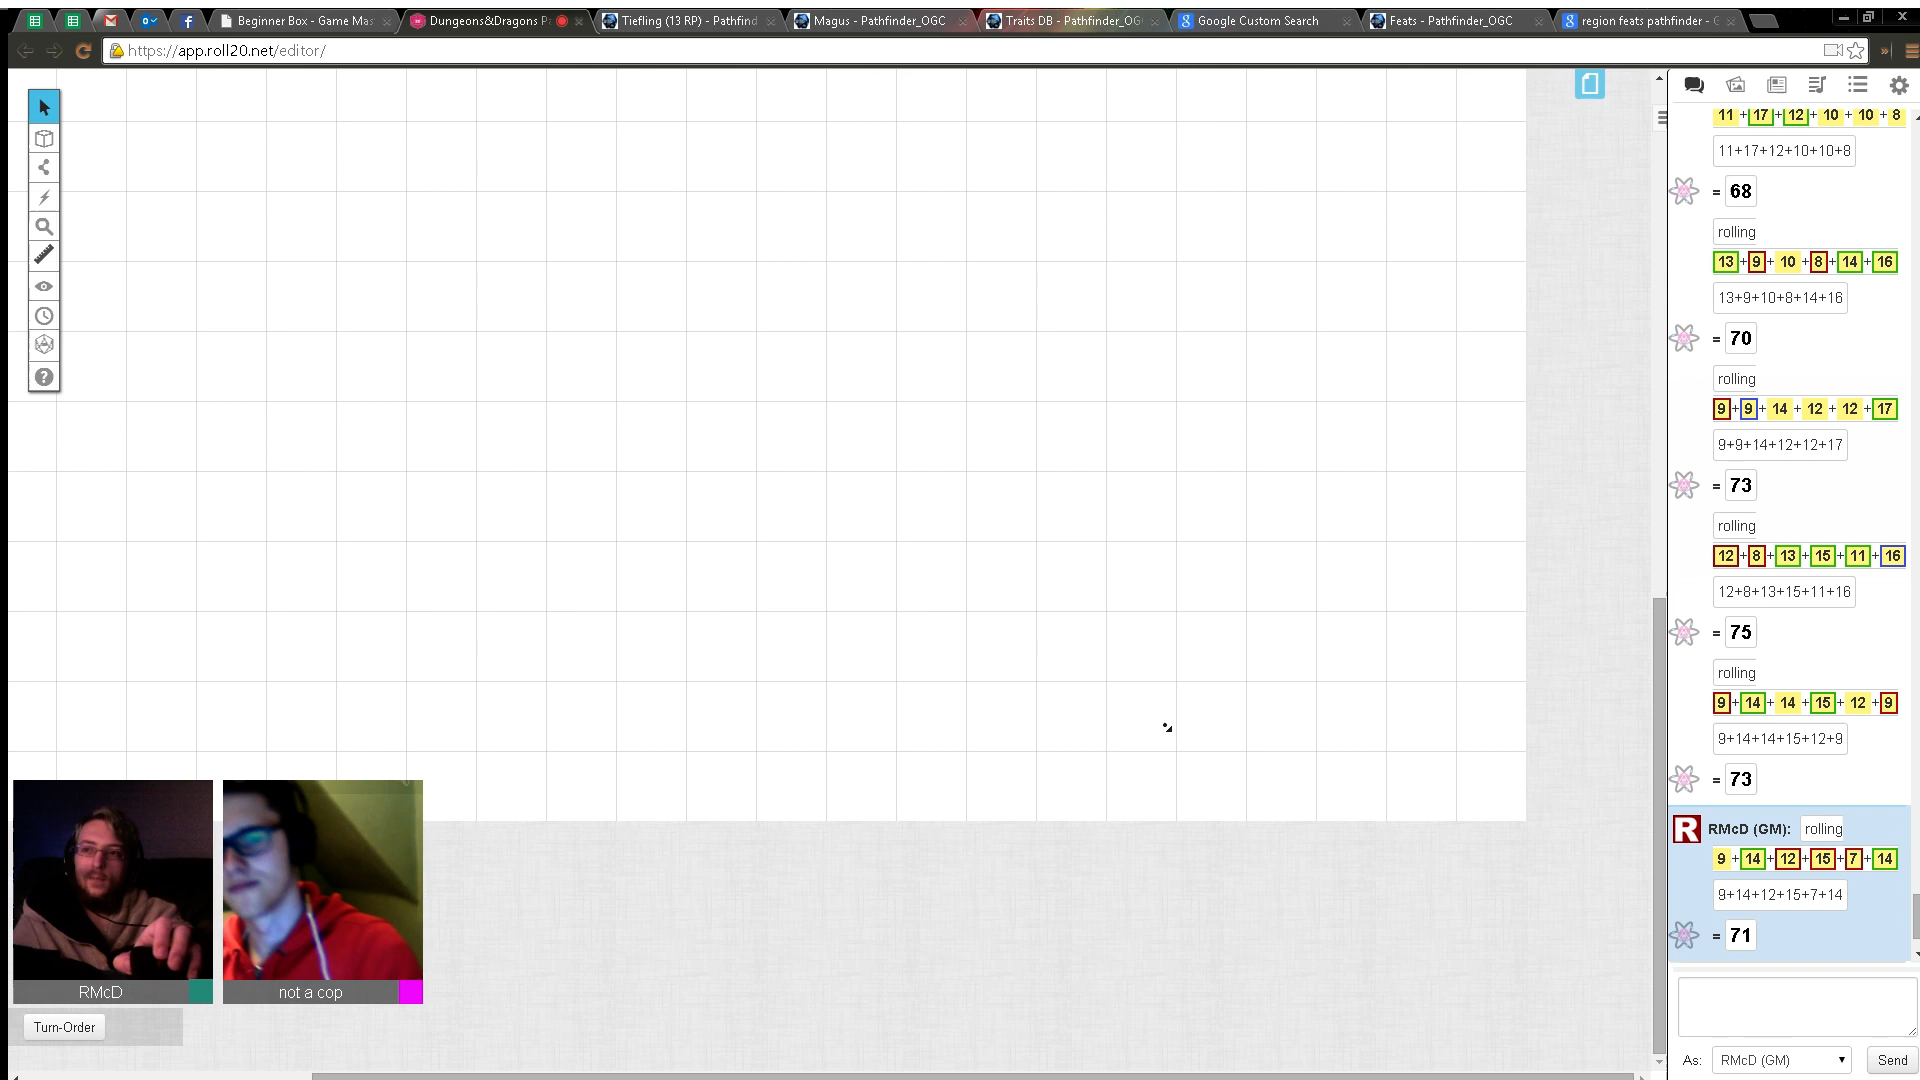 Beginner Box - Game Mas
Dungeons&Dragons Pa
Tiefling (13 RP) - Pathfind
Magus - Pathfinder_OGC
Traits DB - Pathfinder_OG
Google Custom Search
Feats - Pathfinder_OGC
region feats pathfinder - G
https://app.roll20.net/editor/
11 + 17 + 12 + 10 + 10 + 8
11+17+12+10+10+8
= 68
rolling
13 + 9 + 10 + 8 + 14 + 16
13+9+10+8+14+16
= 70
rolling
9 + 9 + 14 + 12 + 12 + 17
9+9+14+12+12+17
= 73
rolling
12 + 8 + 13 + 15 + 11 + 16
12+8+13+15+11+16
= 75
rolling
9 + 14 + 14 + 15 + 12 + 9
9+14+14+15+12+9
= 73
R RMcD (GM): rolling
9 + 14 + 12 + 15 + 7 + 14
9+14+12+15+7+14
= 71
RMcD
not a cop
Turn-Order
As: RMcD (GM) Send